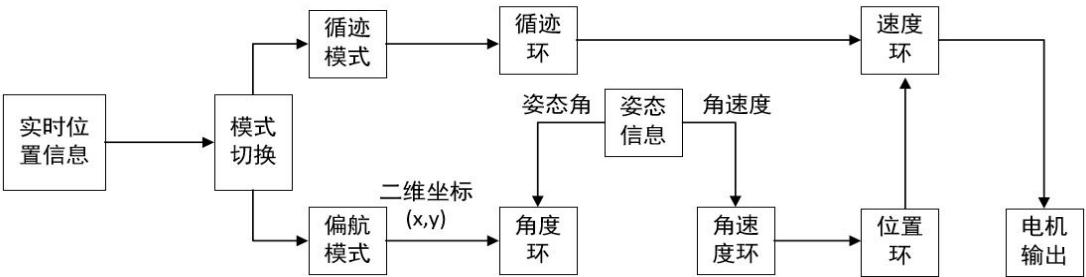 实时位
置信息
模式
切换
循迹
模式
循迹
环
速度
环
姿态角
姿态
信息
角速度
二维坐标
(x,y)
偏航
模式
角度
环
角速
度环
位置
环
电机
输出